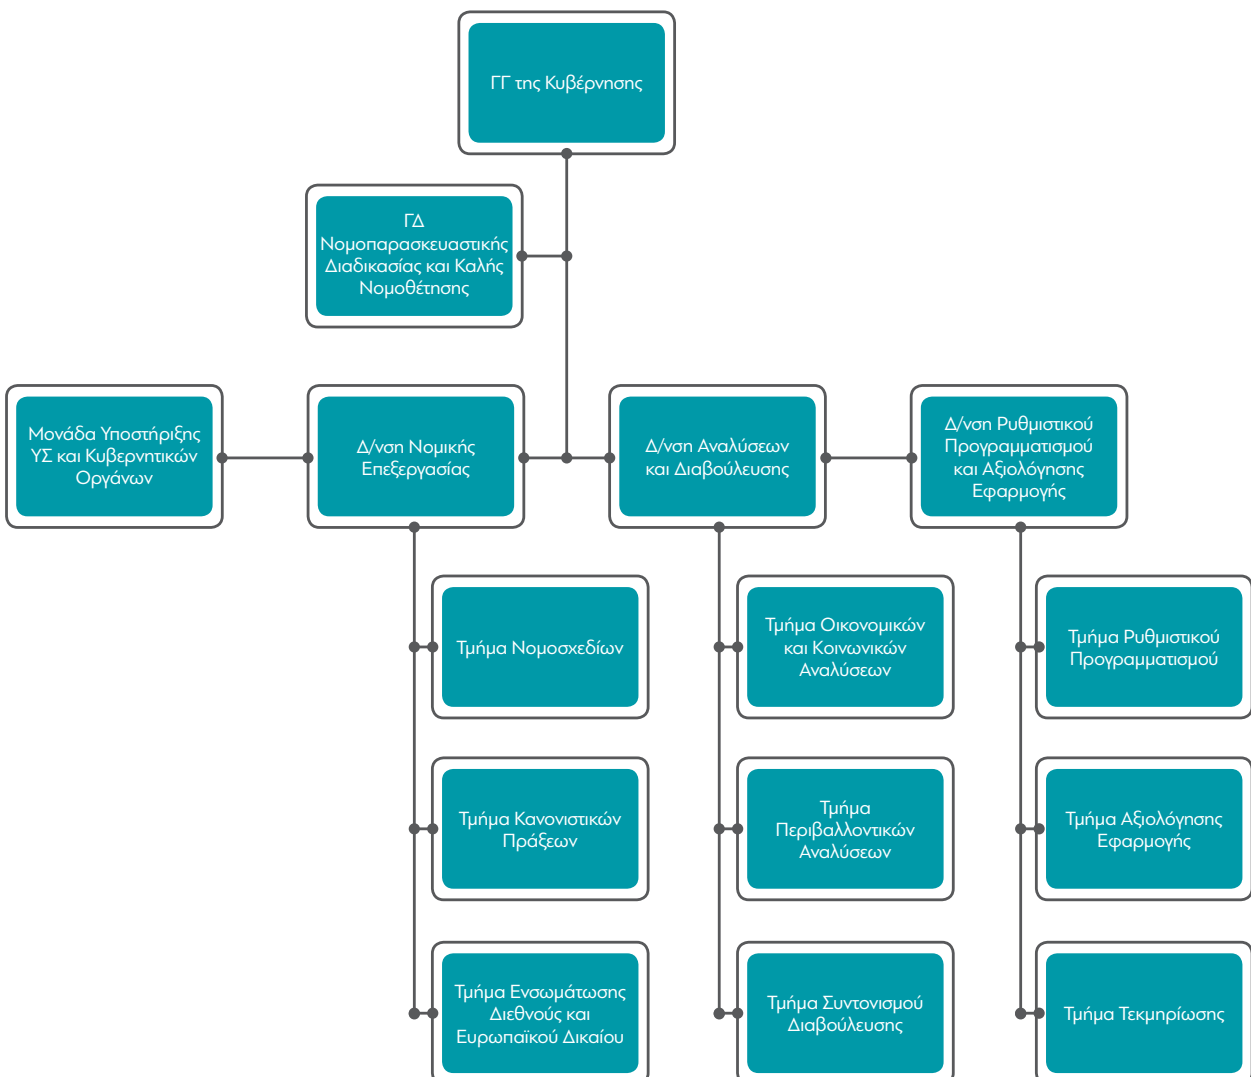 ΓΓ της Κυβέρνησης
ΓΔ
Νομοπαρασκευαστικής
Διαδικασίας και Καλής
Νομοθέτησης
Μονάδα Υποστήριξης
ΥΣ και Κυβερνητικών
Οργάνων
Δ/νση Νομικής
Επεξεργασίας
Δ/νση Αναλύσεων
και Διαβούλευσης
Δ/νση Ρυθμιστικού
Προγραμματισμού
και Αξιολόγησης
Εφαρμογής
Τμήμα Νομοσχεδίων
Τμήμα Οικονομικών
και Κοινωνικών
Αναλύσεων
Τμήμα Ρυθμιστικού
Προγραμματισμού
Τμήμα Κανονιστικών
Πράξεων
Τμήμα
Περιβαλλοντικών
Αναλύσεων
Τμήμα Αξιολόγησης
Εφαρμογής
Τμήμα Ενσωμάτωσης
Διεθνούς και
Ευρωπαϊκού Δικαίου
Τμήμα Συντονισμού
Διαβούλευσης
Τμήμα Τεκμηρίωσης